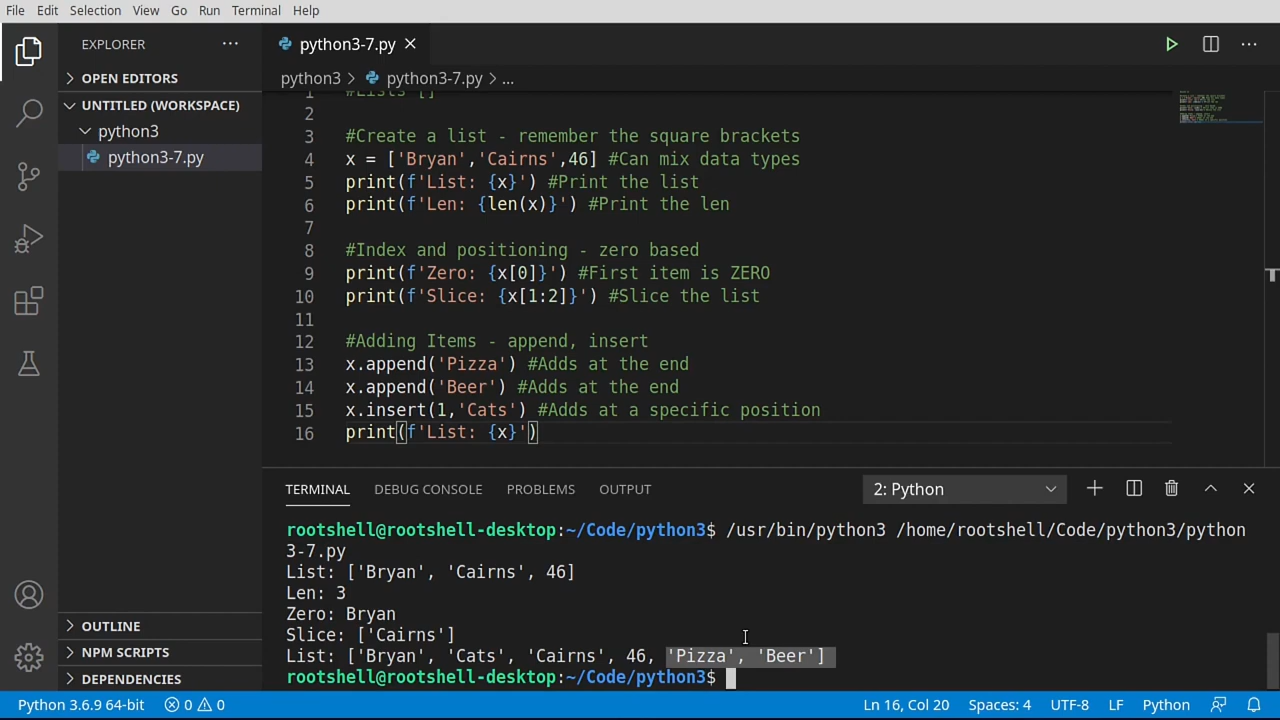 File Edit Selection View Go Run Terminal Help
EXPLORER ...
OPEN EDITORS
UNTITLED (WORKSPACE)
python3
python3-7.py
OUTLINE
NPM SCRIPTS
DEPENDENCIES
python3-7.py
python3 > python3-7.py > ...
1 #Lists []
2
3 #Create a list - remember the square brackets
4 x = ['Bryan','Cairns',46] #Can mix data types
5 print(f'List: {x}') #Print the list
6 print(f'Len: {len(x)}') #Print the len
7
8 #Index and positioning - zero based
9 print(f'Zero: {x[0]}') #First item is ZERO
10 print(f'Slice: {x[1:2]}') #Slice the list
11
12 #Adding Items - append, insert
13 x.append('Pizza') #Adds at the end
14 x.append('Beer') #Adds at the end
15 x.insert(1,'Cats') #Adds at a specific position
16 print(f'List: {x}')
TERMINAL DEBUG CONSOLE PROBLEMS OUTPUT 2: Python
rootshell@rootshell-desktop:~/Code/python3$ /usr/bin/python3 /home/rootshell/Code/python3/python
3-7.py
List: ['Bryan', 'Cairns', 46]
Len: 3
Zero: Bryan
Slice: ['Cairns']
List: ['Bryan', 'Cats', 'Cairns', 46, 'Pizza', 'Beer']
rootshell@rootshell-desktop:~/Code/python3$
Python 3.6.9 64-bit 0 0 Ln 16, Col 20 Spaces: 4 UTF-8 LF Python